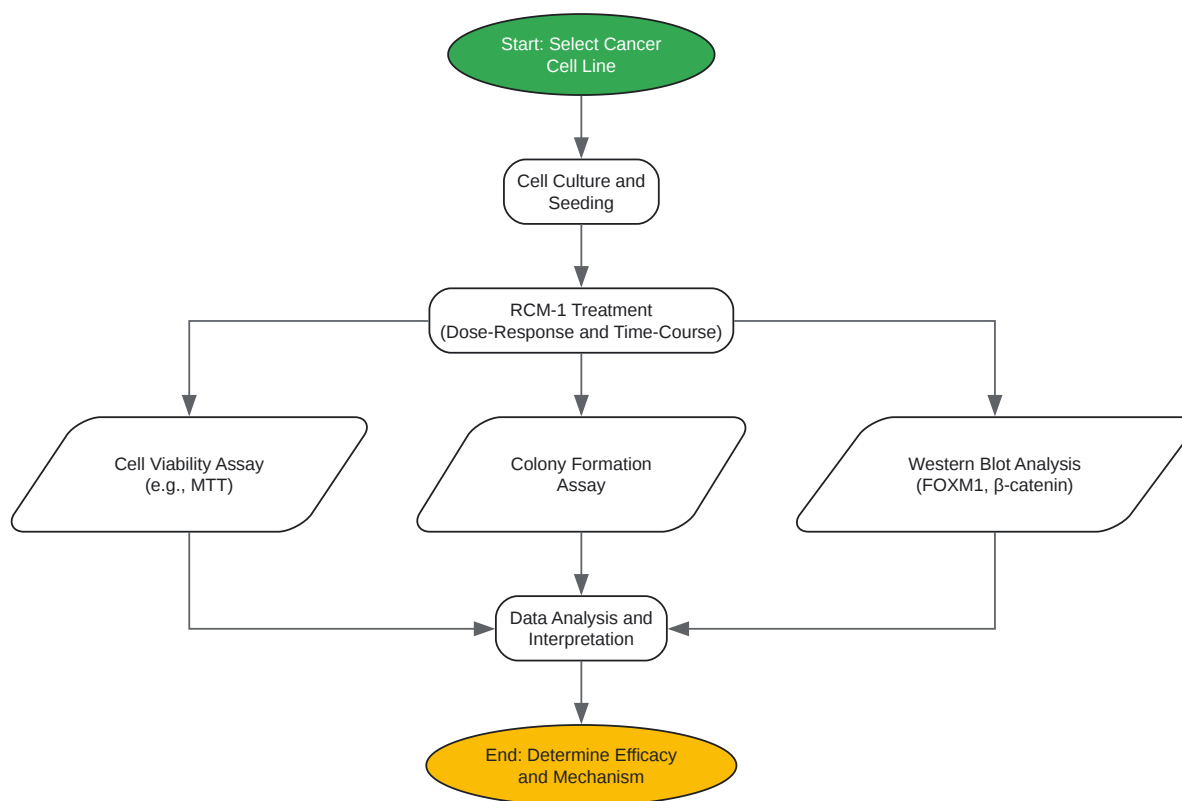 Start: Select Cancer
Cell Line
Cell Culture and
Seeding
RCM-1 Treatment
(Dose-Response and Time-Course)
Cell Viability Assay
(e.g., MTT)
Colony Formation
Assay
Western Blot Analysis
(FOXM1, β-catenin)
Data Analysis and
Interpretation
End: Determine Efficacy
and Mechanism